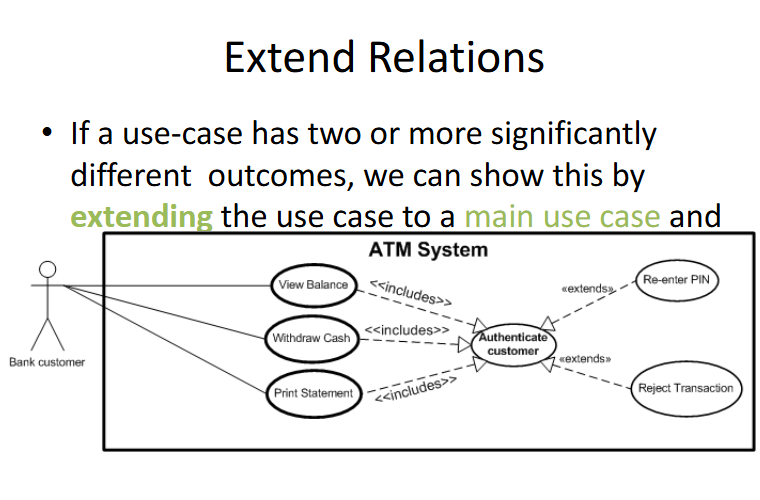 Extend Relations
• If a use-case has two or more significantly
different outcomes, we can show this by
extending the use case to a main use case and
ATM System
View Balance
<<includes>>
«extends»
Re-enter PIN
Withdraw Cash
<<includes>>
Authenticate
customer
Bank customer
«extends»
Print Statement
<<includes>>
Reject Transaction